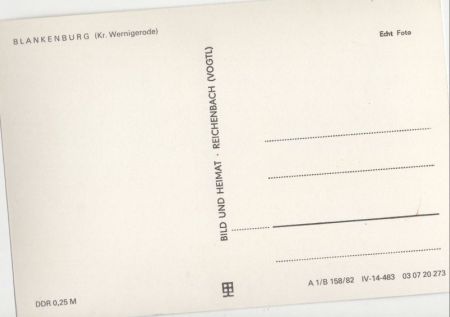 BLANKENBURG (Kr. Wernigerode)
Echt Foto
BILD UND HEIMAT · REICHENBACH (VOGTL)
A 1/B 158/82 IV-14-483 03 07 20 273
DDR 0,25 M